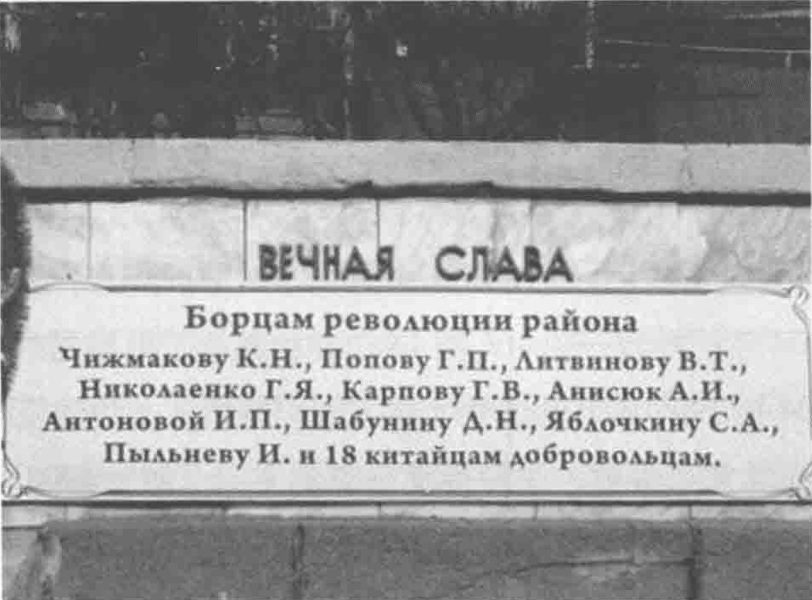 ВЕЧНАЯ СЛАВА
Борцам революции района
Чижмакову К.Н., Попову Г.П., Литвинову В.Т.,
Николаенко Г.Я., Карпову Г.В., Анисюк А.И.,
Антоновой И.П., Шабунину Д.Н., Яблочкину С.А.,
Пыльневу И. и 18 китайцам добровольцам.